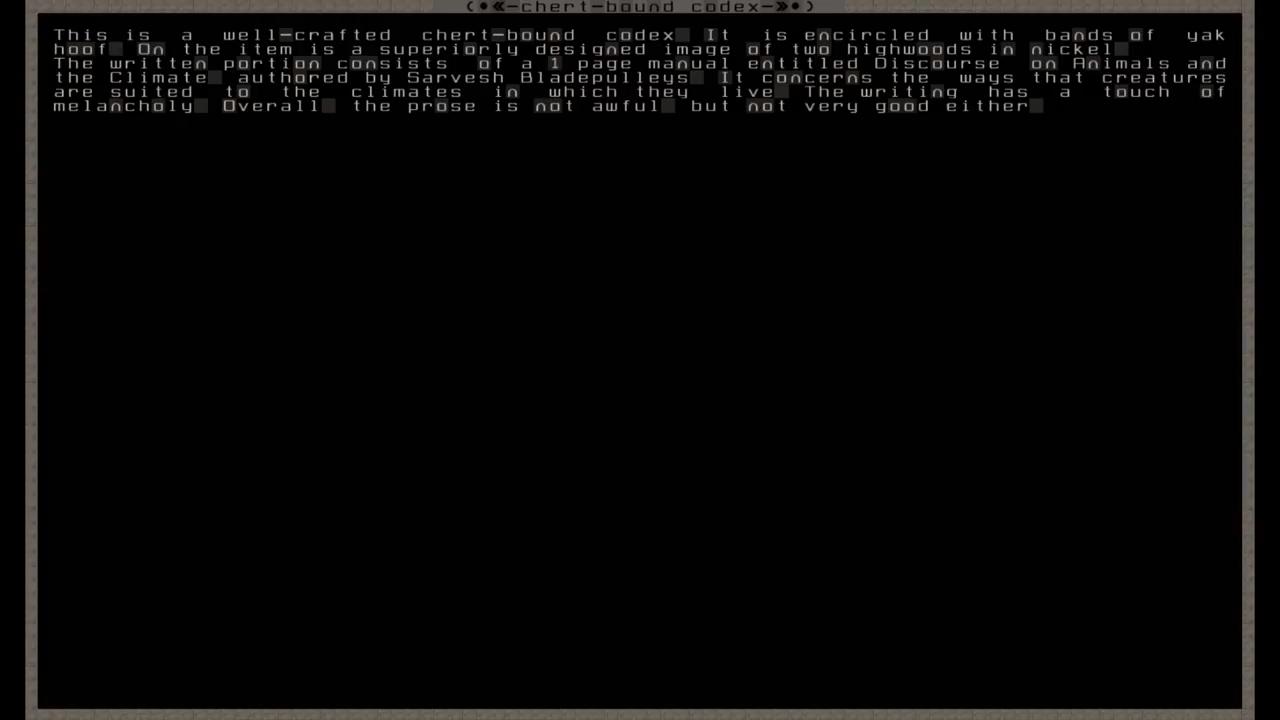 (•«-chert-bound codex-»•)
This is a well-crafted chert-bound codex. It is encircled with bands of yak
hoof. On the item is a superiorly designed image of two highwoods in nickel.
The written portion consists of a 1 page manual entitled Discourse on Animals and
the Climate, authored by Sarvesh Bladepulleys. It concerns the ways that creatures
are suited to the climates in which they live. The writing has a touch of
melancholy. Overall, the prose is not awful, but not very good either.